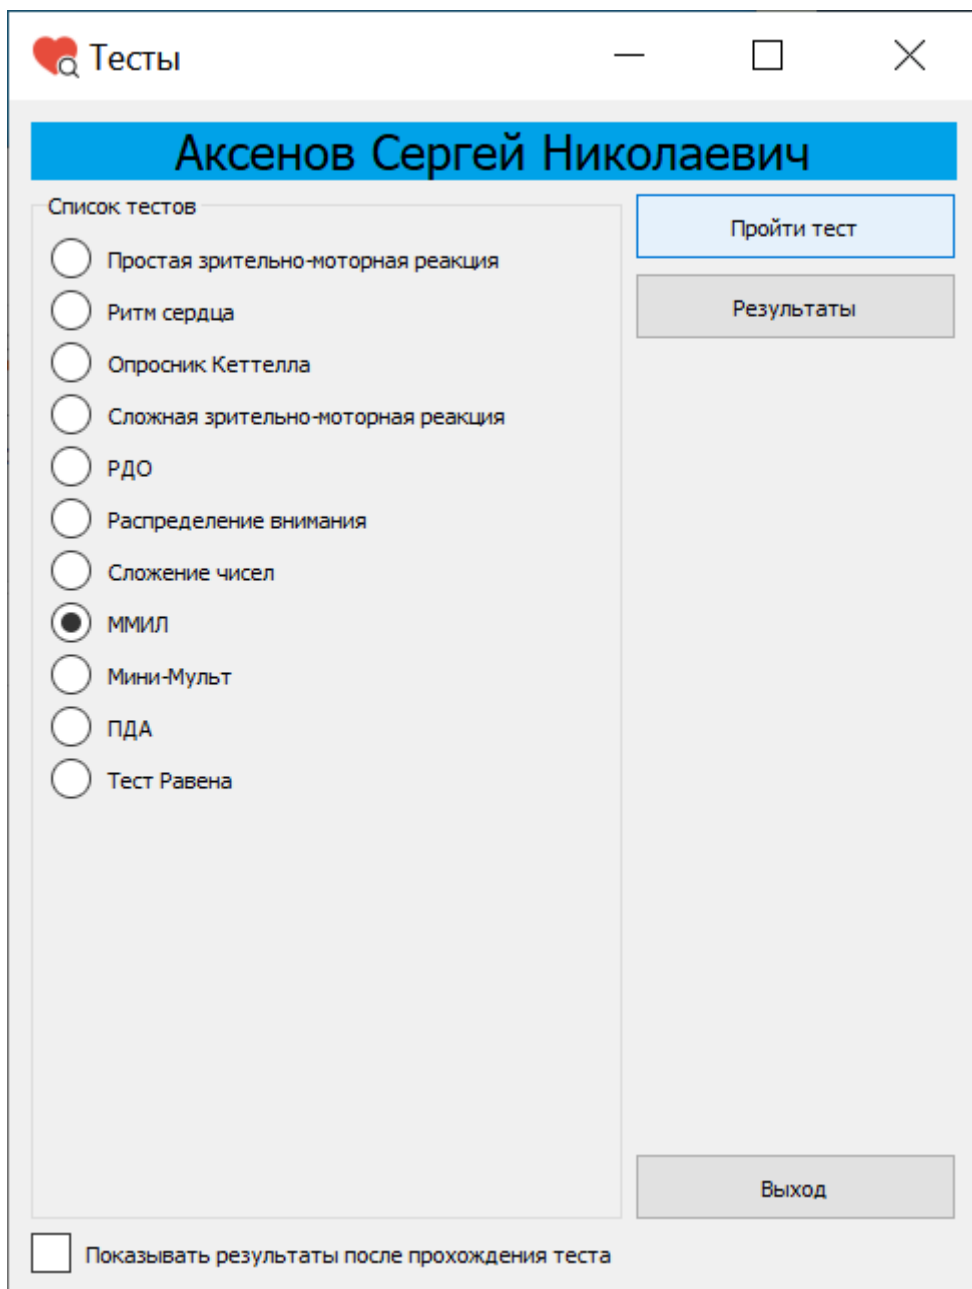 Тесты
Аксенов Сергей Николаевич
Список тестов
Простая зрительно-моторная реакция
Ритм сердца
Опросник Кеттелла
Сложная зрительно-моторная реакция
РДО
Распределение внимания
Сложение чисел
ММИЛ
Мини-Мульт
ПДА
Тест Равена
Пройти тест
Результаты
Выход
Показывать результаты после прохождения теста